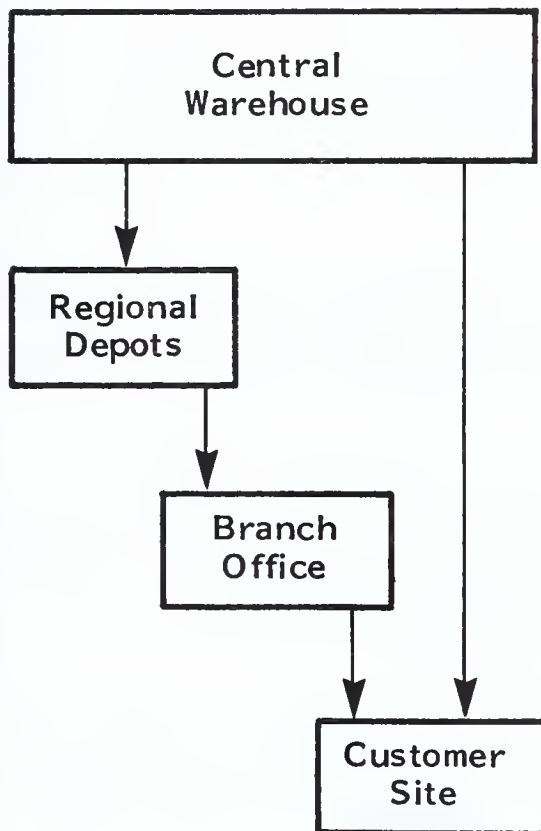 Central
Warehouse
Regional
Depots
Branch
Office
Customer
Site